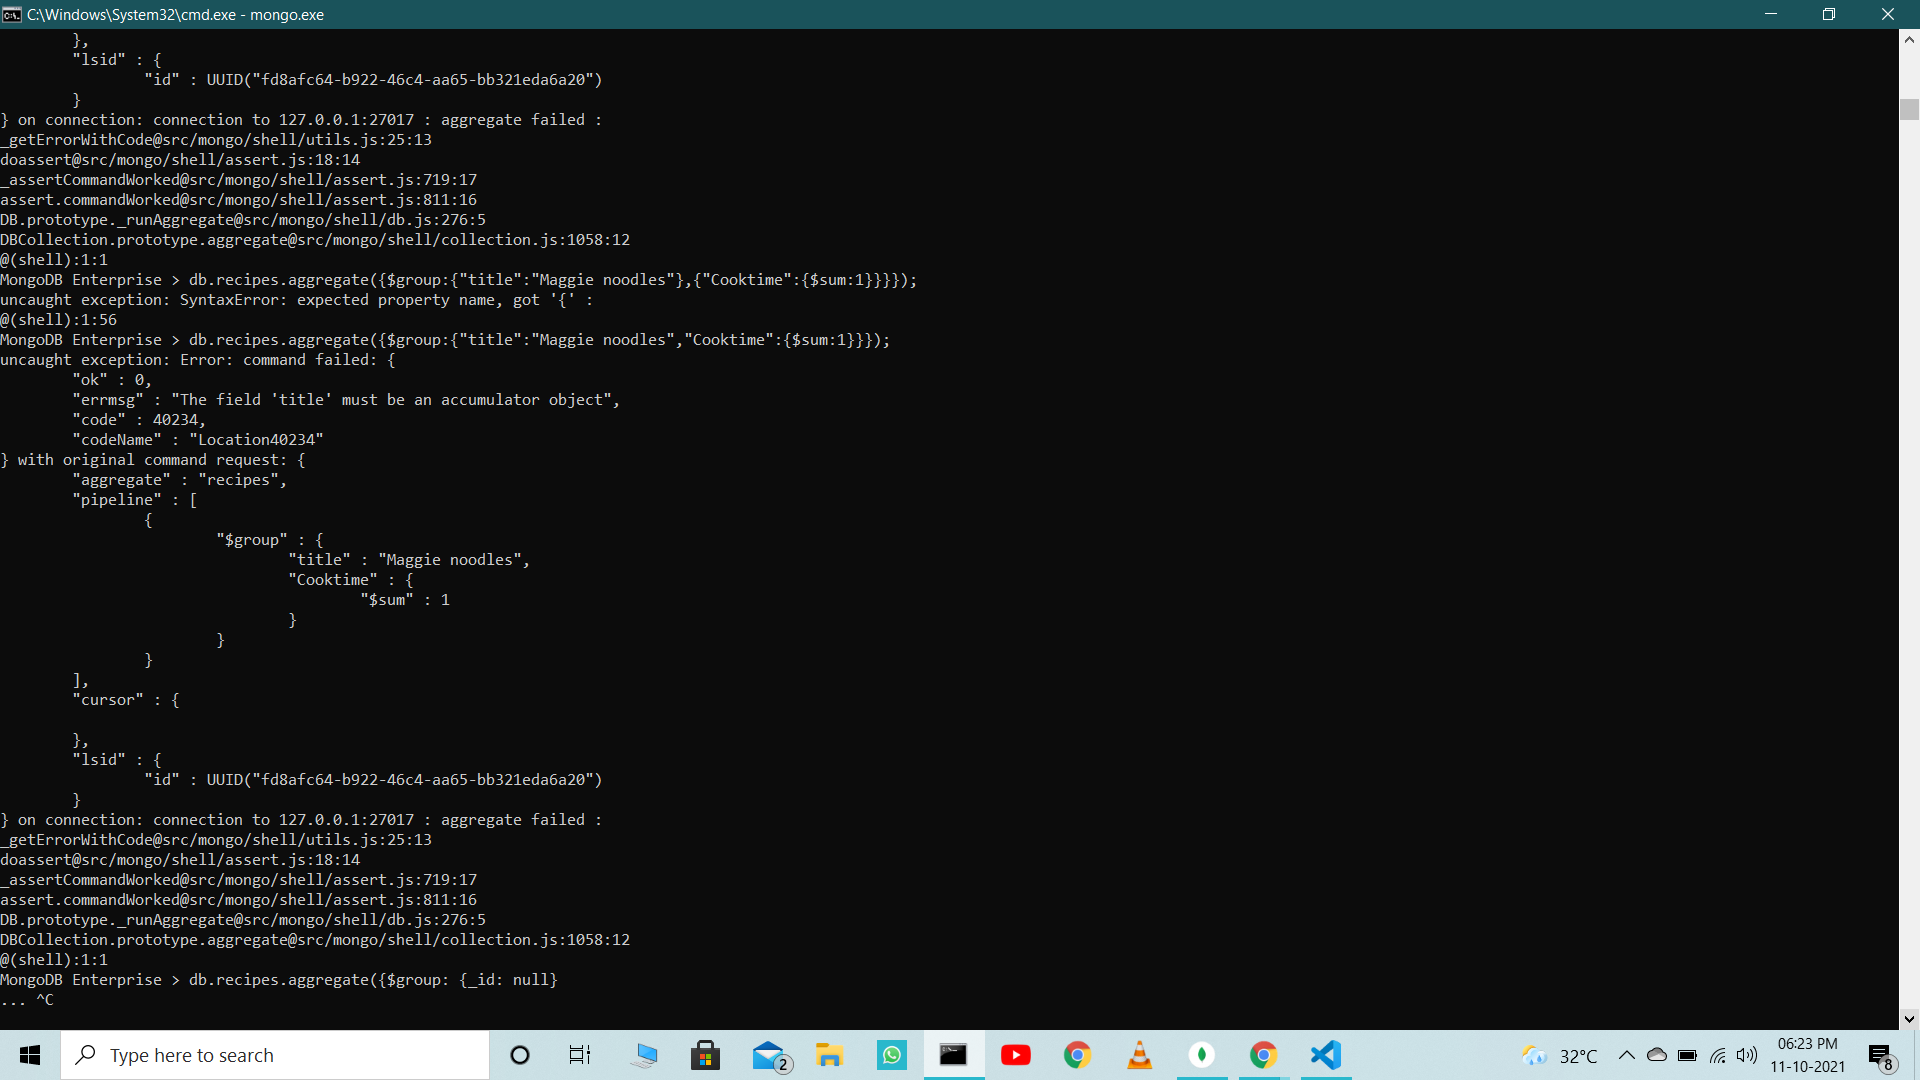 C:\Windows\System32\cmd.exe - mongo.exe
        },
        "lsid" : {
                "id" : UUID("fd8afc64-b922-46c4-aa65-bb321eda6a20")
        }
} on connection: connection to 127.0.0.1:27017 : aggregate failed :
_getErrorWithCode@src/mongo/shell/utils.js:25:13
doassert@src/mongo/shell/assert.js:18:14
_assertCommandWorked@src/mongo/shell/assert.js:719:17
assert.commandWorked@src/mongo/shell/assert.js:811:16
DB.prototype._runAggregate@src/mongo/shell/db.js:276:5
DBCollection.prototype.aggregate@src/mongo/shell/collection.js:1058:12
@(shell):1:1
MongoDB Enterprise > db.recipes.aggregate({$group:{"title":"Maggie noodles"},{"Cooktime":{$sum:1}}}});
uncaught exception: SyntaxError: expected property name, got '{' :
@(shell):1:56
MongoDB Enterprise > db.recipes.aggregate({$group:{"title":"Maggie noodles","Cooktime":{$sum:1}}});
uncaught exception: Error: command failed: {
        "ok" : 0,
        "errmsg" : "The field 'title' must be an accumulator object",
        "code" : 40234,
        "codeName" : "Location40234"
} with original command request: {
        "aggregate" : "recipes",
        "pipeline" : [
                {
                        "$group" : {
                                "title" : "Maggie noodles",
                                "Cooktime" : {
                                        "$sum" : 1
                                }
                        }
                }
        ],
        "cursor" : {

        },
        "lsid" : {
                "id" : UUID("fd8afc64-b922-46c4-aa65-bb321eda6a20")
        }
} on connection: connection to 127.0.0.1:27017 : aggregate failed :
_getErrorWithCode@src/mongo/shell/utils.js:25:13
doassert@src/mongo/shell/assert.js:18:14
_assertCommandWorked@src/mongo/shell/assert.js:719:17
assert.commandWorked@src/mongo/shell/assert.js:811:16
DB.prototype._runAggregate@src/mongo/shell/db.js:276:5
DBCollection.prototype.aggregate@src/mongo/shell/collection.js:1058:12
@(shell):1:1
MongoDB Enterprise > db.recipes.aggregate({$group: {_id: null}
... ^C
Type here to search
2
32°C
06:23 PM
11-10-2021
8